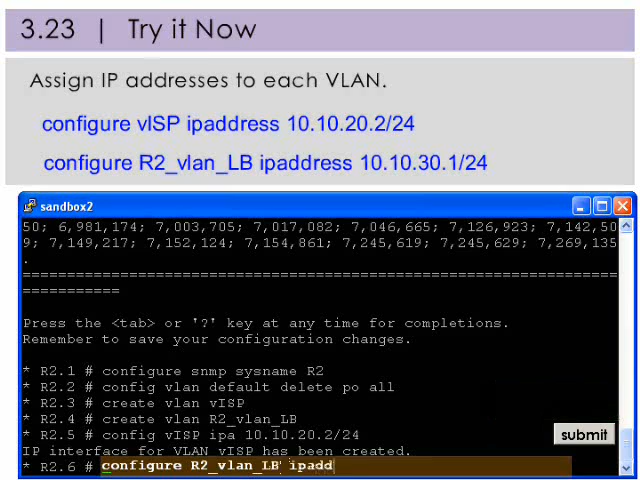 3.23 | Try it Now
Assign IP addresses to each VLAN.
configure vISP ipaddress 10.10.20.2/24
configure R2_vlan_LB ipaddress 10.10.30.1/24
sandbox2
50; 6,981,174; 7,003,705; 7,017,082; 7,046,665; 7,126,923; 7,142,50
9; 7,149,217; 7,152,124; 7,154,861; 7,245,619; 7,245,629; 7,269,135
.
===================================================================
===========
Press the <tab> or '?' key at any time for completions.
Remember to save your configuration changes.
* R2.1 # configure snmp sysname R2
* R2.2 # config vlan default delete po all
* R2.3 # create vlan vISP
* R2.4 # create vlan R2_vlan_LB
* R2.5 # config vISP ipa 10.10.20.2/24
submit
IP interface for VLAN vISP has been created.
* R2.6 # configure R2_vlan_LB ipadd